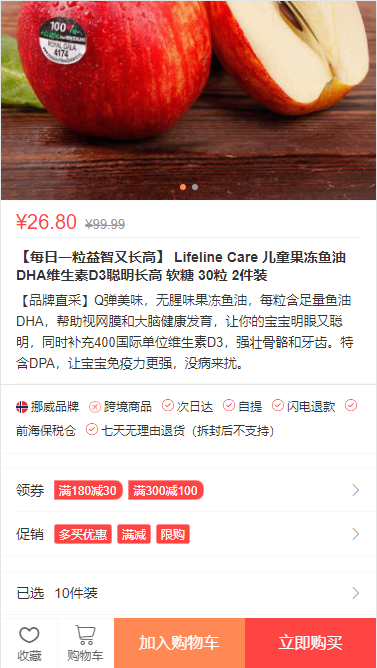 100%
ROYAL GALA
4174
¥26.80 ¥99.99
【每日一粒益智又长高】 Lifeline Care 儿童果冻鱼油
DHA维生素D3聪明长高 软糖 30粒 2件装
【品牌直采】Q弹美味，无腥味果冻鱼油，每粒含足量鱼油
DHA，帮助视网膜和大脑健康发育，让你的宝宝明眼又聪
明，同时补充400国际单位维生素D3，强壮骨骼和牙齿。特
含DPA，让宝宝免疫力更强，没病来扰。
挪威品牌 跨境商品 次日达 自提 闪电退款
前海保税仓 七天无理由退货（拆封后不支持）
领券 满180减30 满300减100
促销 多买优惠 满减 限购
已选 10件装
收藏 购物车 加入购物车 立即购买